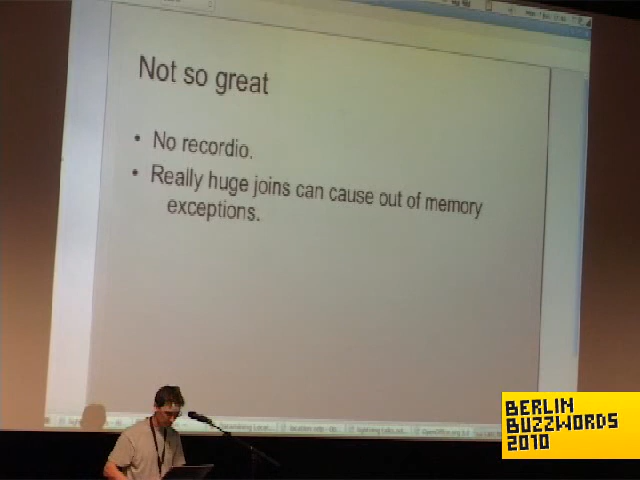 Not so great
• No recordio.
• Really huge joins can cause out of memory
exceptions.
BERLIN
BUZZWORDS
2010